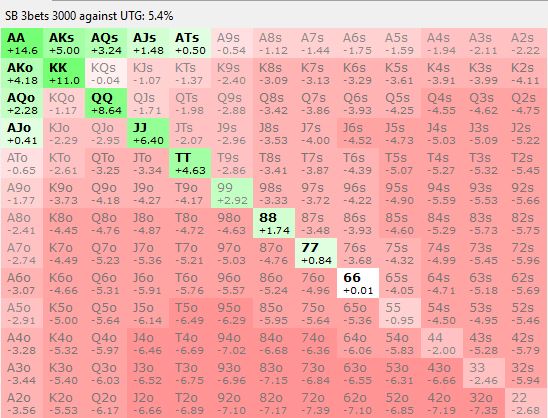 SB 3bets 3000 against UTG: 5.4%
AA AKs AQs AJs ATs A9s A8s A7s A6s A5s A4s A3s A2s
+14.6 +5.00 +3.24 +1.48 +0.50 -0.54 -1.12 -1.44 -1.75 -1.59 -1.94 -2.11 -2.22
AKo KK KQs KJs KTs K9s K8s K7s K6s K5s K4s K3s K2s
+4.18 +11.0 -0.04 -1.07 -1.37 -2.40 -3.09 -3.13 -3.29 -3.61 -3.91 -3.99 -4.11
AQo KQo QQ QJs QTs Q9s Q8s Q7s Q6s Q5s Q4s Q3s Q2s
+2.28 -1.17 +8.64 -1.71 -1.98 -2.88 -3.42 -3.86 -3.93 -4.25 -4.55 -4.62 -4.75
AJo KJo QJo JJ JTs J9s J8s J7s J6s J5s J4s J3s J2s
+0.41 -2.29 -2.95 +6.40 -2.07 -2.96 -3.53 -4.00 -4.52 -4.73 -5.03 -5.09 -5.22
ATo KTo QTo JTo TT T9s T8s T7s T6s T5s T4s T3s T2s
-0.65 -2.61 -3.25 -3.34 +4.63 -2.86 -3.41 -3.87 -4.39 -5.07 -5.27 -5.32 -5.45
A9o K9o Q9o J9o T9o 99 98s 97s 96s 95s 94s 93s 92s
-1.77 -3.73 -4.18 -4.27 -4.17 +2.92 -3.33 -3.72 -4.22 -4.90 -5.59 -5.53 -5.66
A8o K8o Q8o J8o T8o 98o 88 87s 86s 85s 84s 83s 82s
-2.41 -4.45 -4.76 -4.87 -4.72 -4.63 +1.74 -3.48 -3.93 -4.60 -5.29 -5.73 -5.75
A7o K7o Q7o J7o T7o 97o 87o 77 76s 75s 74s 73s 72s
-2.74 -4.49 -5.23 -5.36 -5.21 -5.03 -4.76 +0.84 -3.68 -4.32 -4.99 -5.45 -5.96
A6o K6o Q6o J6o T6o 96o 86o 76o 66 65s 64s 63s 62s
-3.07 -4.66 -5.31 -5.91 -5.76 -5.57 -5.24 -4.96 +0.01 -4.05 -4.71 -5.18 -5.69
A5o K5o Q5o J5o T5o 95o 85o 75o 65o 55 54s 53s 52s
-2.91 -5.00 -5.64 -6.14 -6.49 -6.29 -5.95 -5.64 -5.36 -0.95 -4.50 -4.95 -5.46
A4o K4o Q4o J4o T4o 94o 84o 74o 64o 54o 44 43s 42s
-3.28 -5.32 -5.97 -6.46 -6.69 -7.02 -6.68 -6.36 -6.06 -5.83 -2.00 -5.28 -5.79
A3o K3o Q3o J3o T3o 93o 83o 73o 63o 53o 43o 33 32s
-3.44 -5.40 -6.03 -6.52 -6.75 -6.96 -7.15 -6.84 -6.55 -6.31 -6.66 -2.46 -5.94
A2o K2o Q2o J2o T2o 92o 82o 72o 62o 52o 42o 32o 22
-3.55 -5.53 -6.17 -6.66 -6.89 -7.10 -7.17 -7.39 -7.10 -6.85 -7.19 -7.35 -2.68